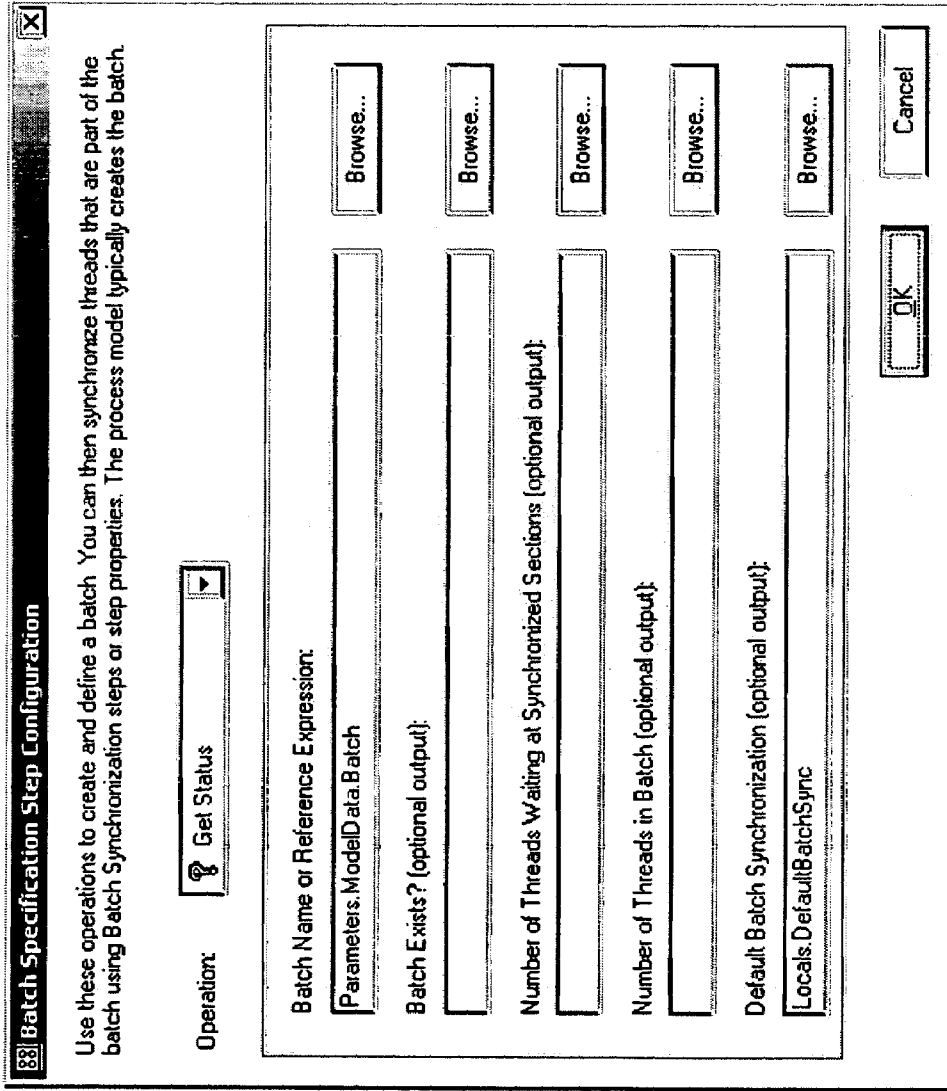 Batch Specification Step Configuration
Use these operations to create and define a batch. You can then synchronize threads that are part of the
batch using Batch Synchronization steps or step properties. The process model typically creates the batch.
Operation:
Get Status
Batch Name or Reference Expression:
Parameters.ModelData.Batch
Browse...
Batch Exists? (optional output):
Browse...
Number of Threads Waiting at Synchronized Sections (optional output):
Browse...
Number of Threads in Batch (optional output):
Browse...
Default Batch Synchronization (optional output):
Locals.DefaultBatchSync
Browse...
OK
Cancel